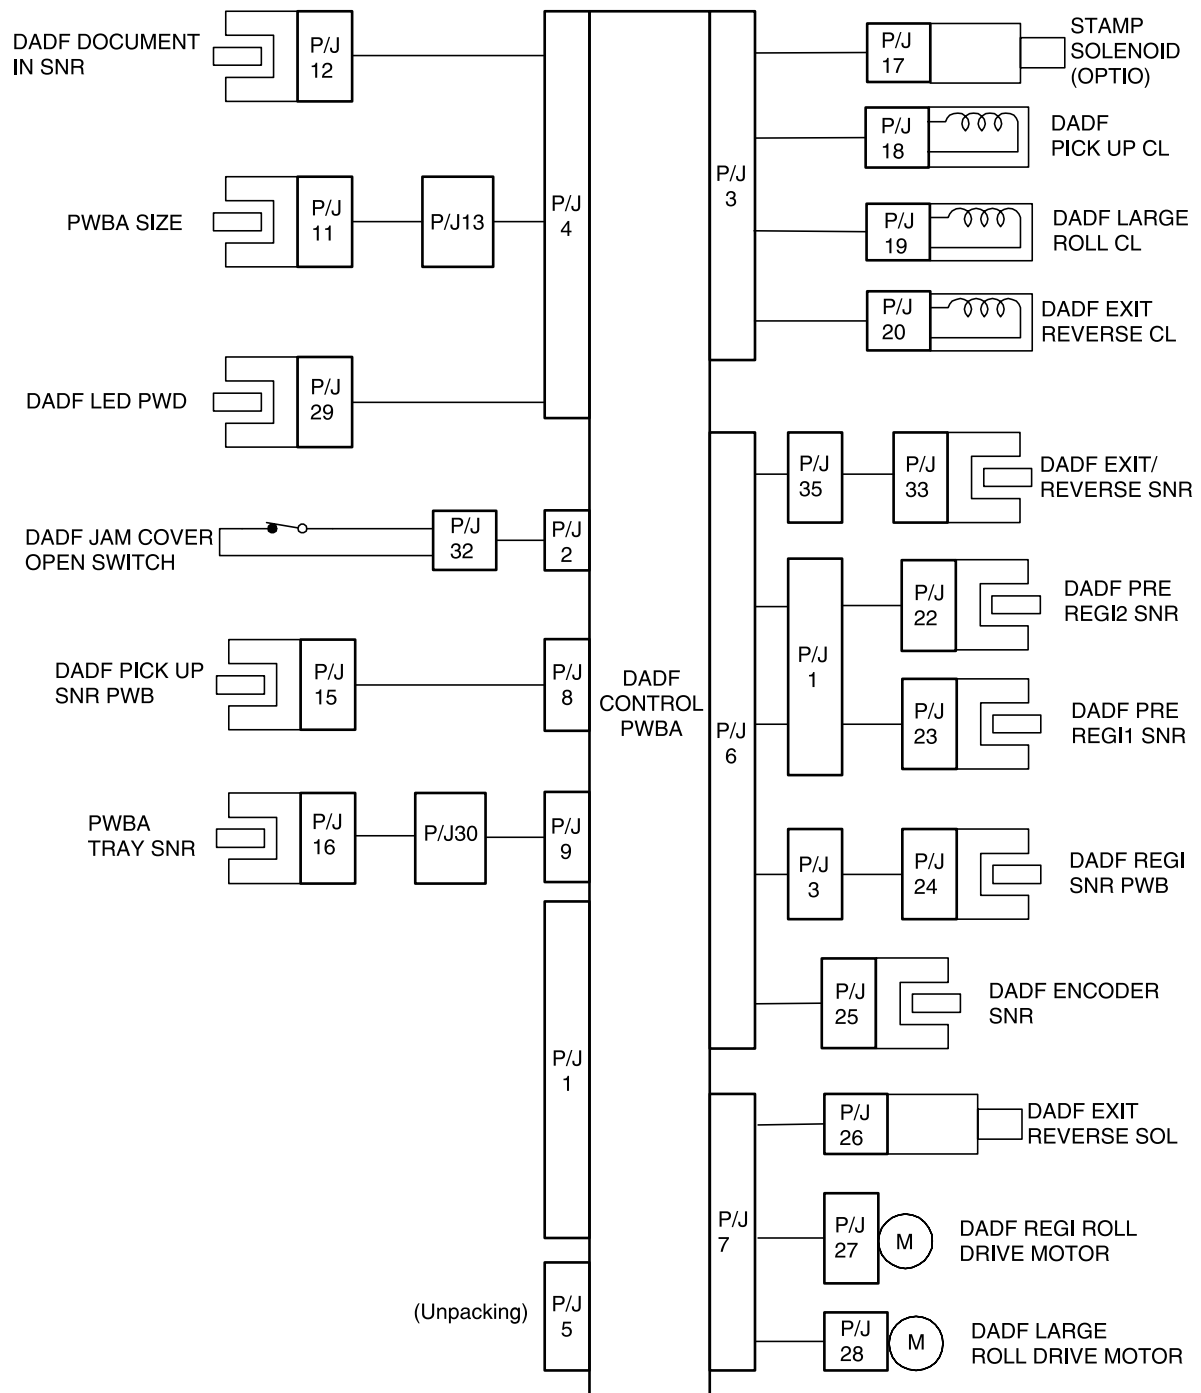 DADF DOCUMENT
IN SNR
P/J
12
PWBA SIZE
P/J
11
P/J13
P/J
4
DADF LED PWD
P/J
29
DADF JAM COVER
OPEN SWITCH
P/J
32
P/J
2
DADF PICK UP
SNR PWB
P/J
15
P/J
8
PWBA
TRAY SNR
P/J
16
P/J30
P/J
9
P/J
1
(Unpacking)
P/J
5
DADF
CONTROL
PWBA
P/J
3
P/J
17
STAMP
SOLENOID
(OPTIO)
P/J
18
DADF
PICK UP CL
P/J
19
DADF LARGE
ROLL CL
P/J
20
DADF EXIT
REVERSE CL
P/J
6
P/J
35
P/J
33
DADF EXIT/
REVERSE SNR
P/J
1
P/J
22
DADF PRE
REGI2 SNR
P/J
23
DADF PRE
REGI1 SNR
P/J
3
P/J
24
DADF REGI
SNR PWB
P/J
25
DADF ENCODER
SNR
P/J
7
P/J
26
DADF EXIT
REVERSE SOL
P/J
27
M
DADF REGI ROLL
DRIVE MOTOR
P/J
28
M
DADF LARGE
ROLL DRIVE MOTOR